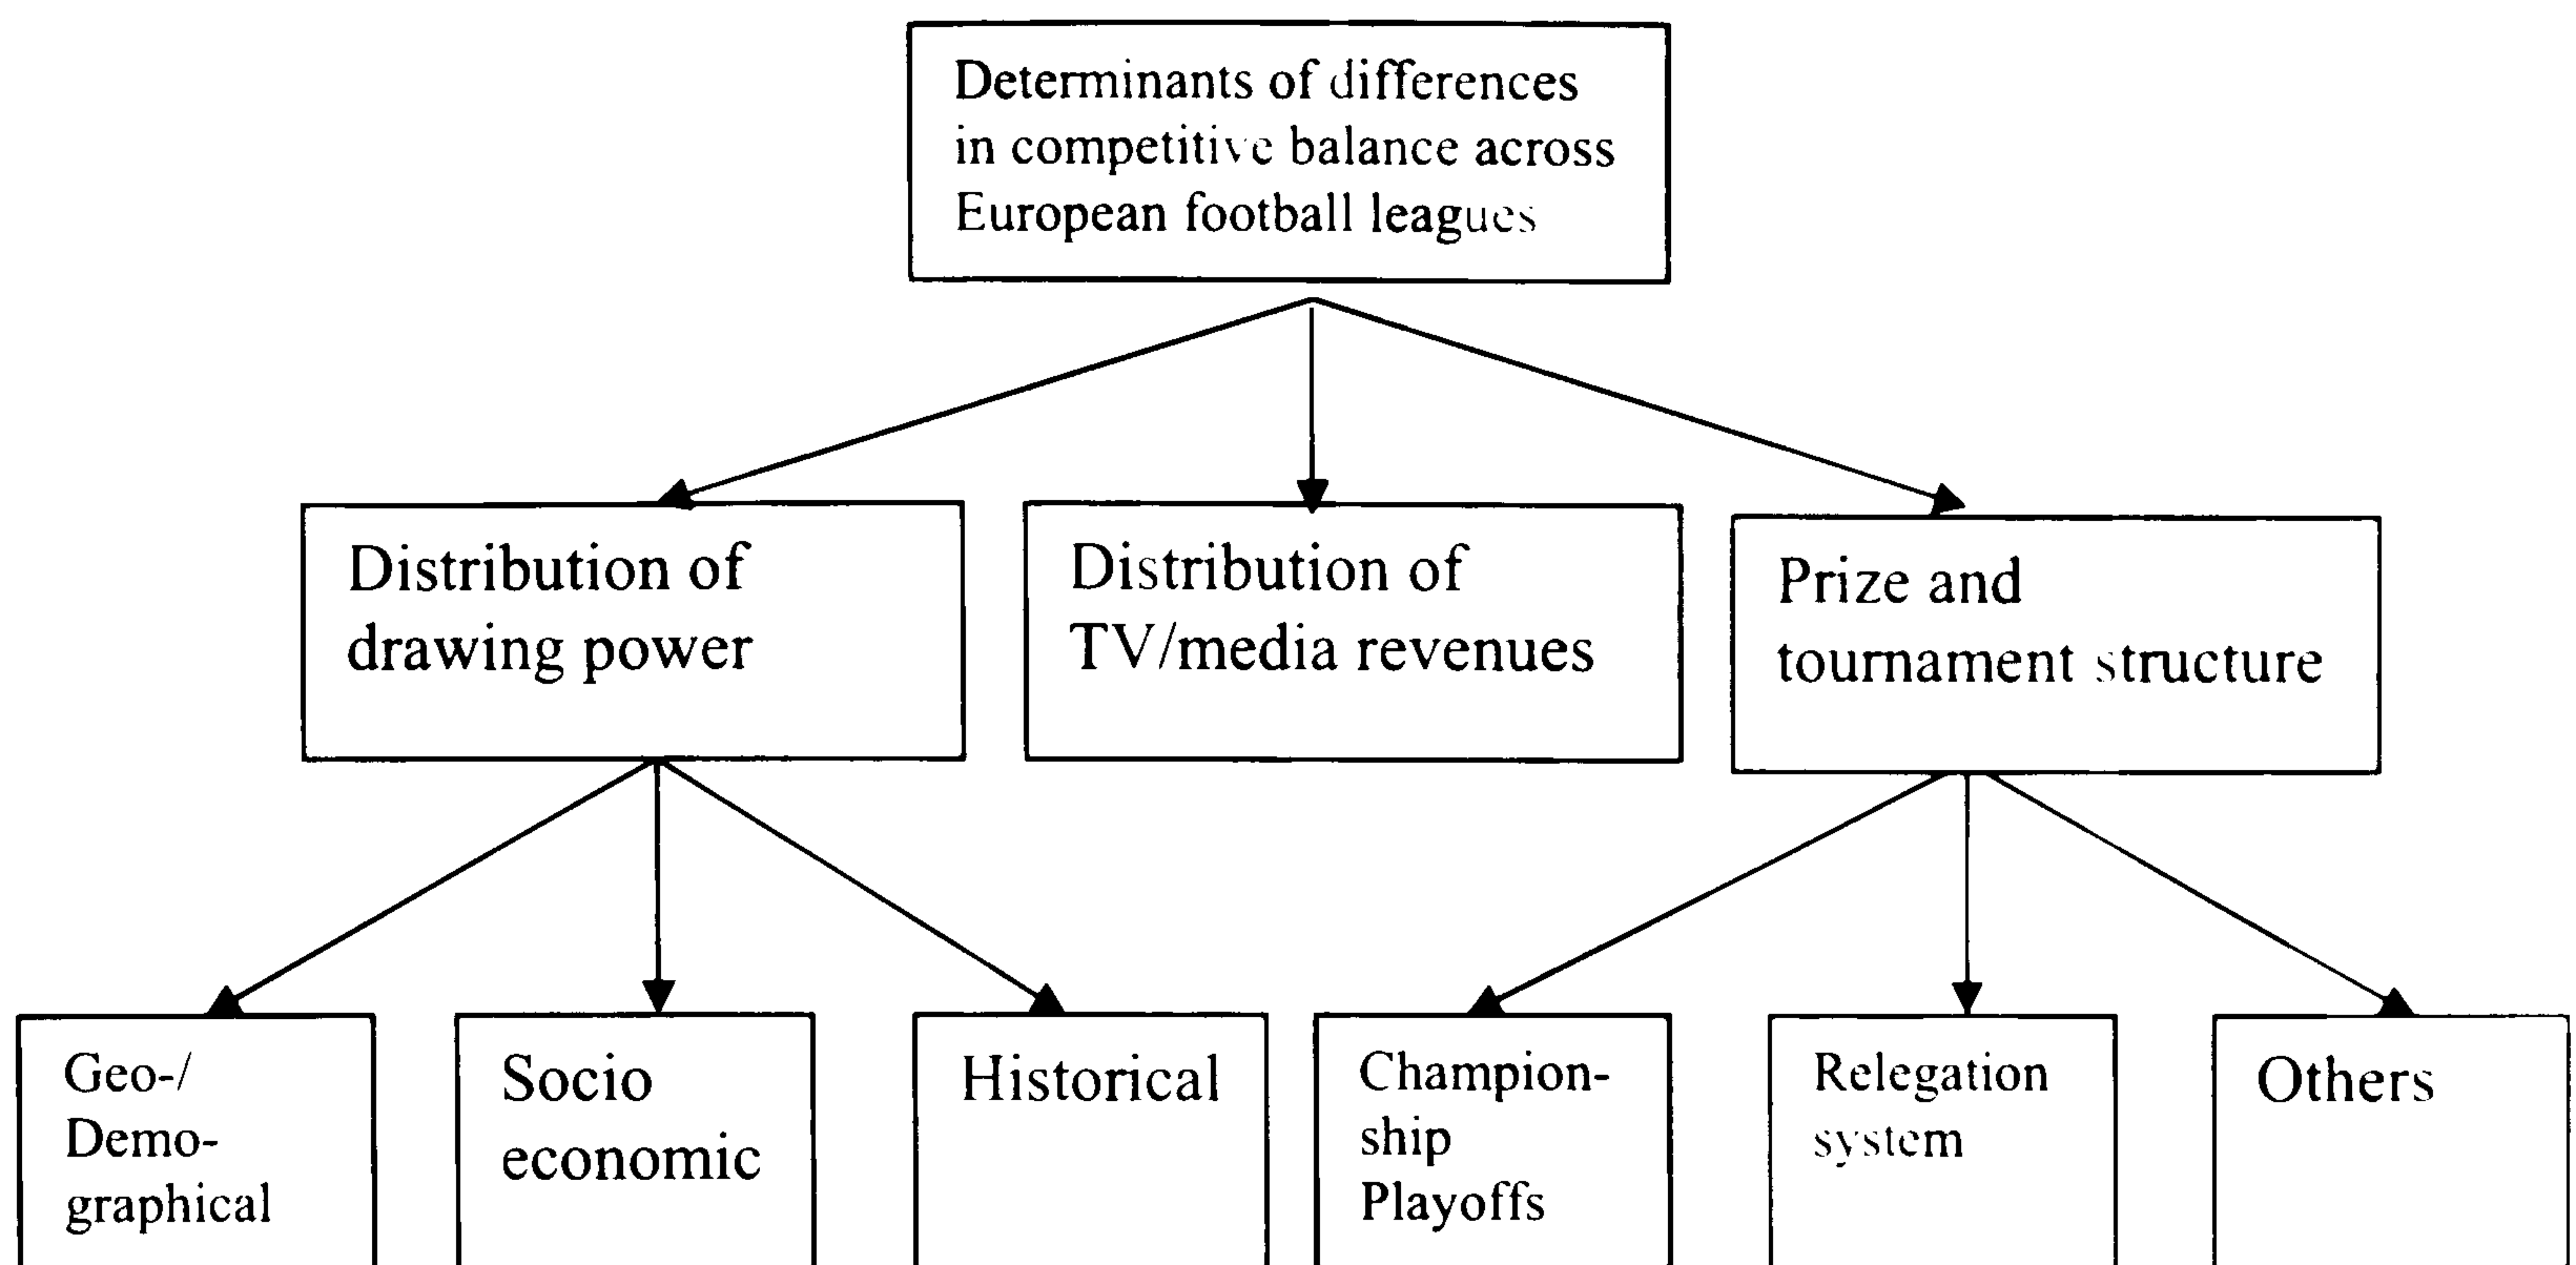 Determinants of differences
in competitive balance across
European football leagues
Distribution of
drawing power
Distribution of
TV/media revenues
Prize and
tournament structure
Geo-/
Demo-
graphical
Socio
economic
Historical
Champion-
ship
Playoffs
Relegation
system
Others